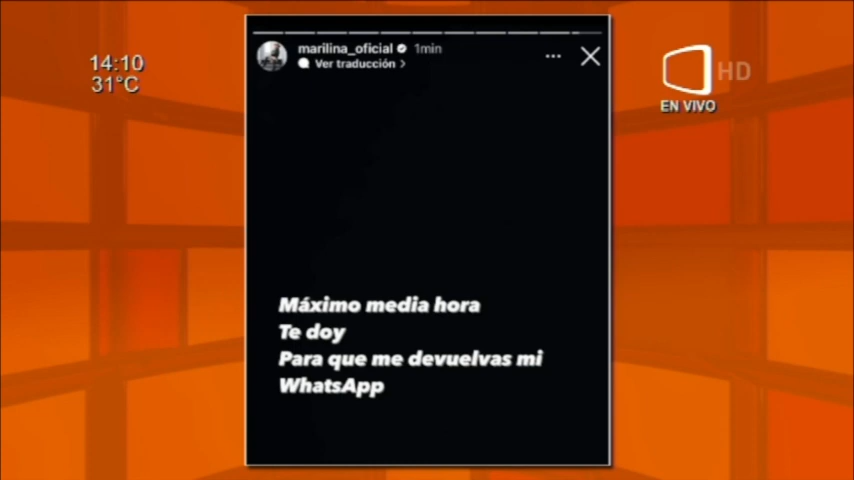 marilina_oficial 1min
Ver traducción >
14:10
31°C
HD
EN VIVO
Máximo media hora
Te doy
Para que me devuelvas mi
WhatsApp